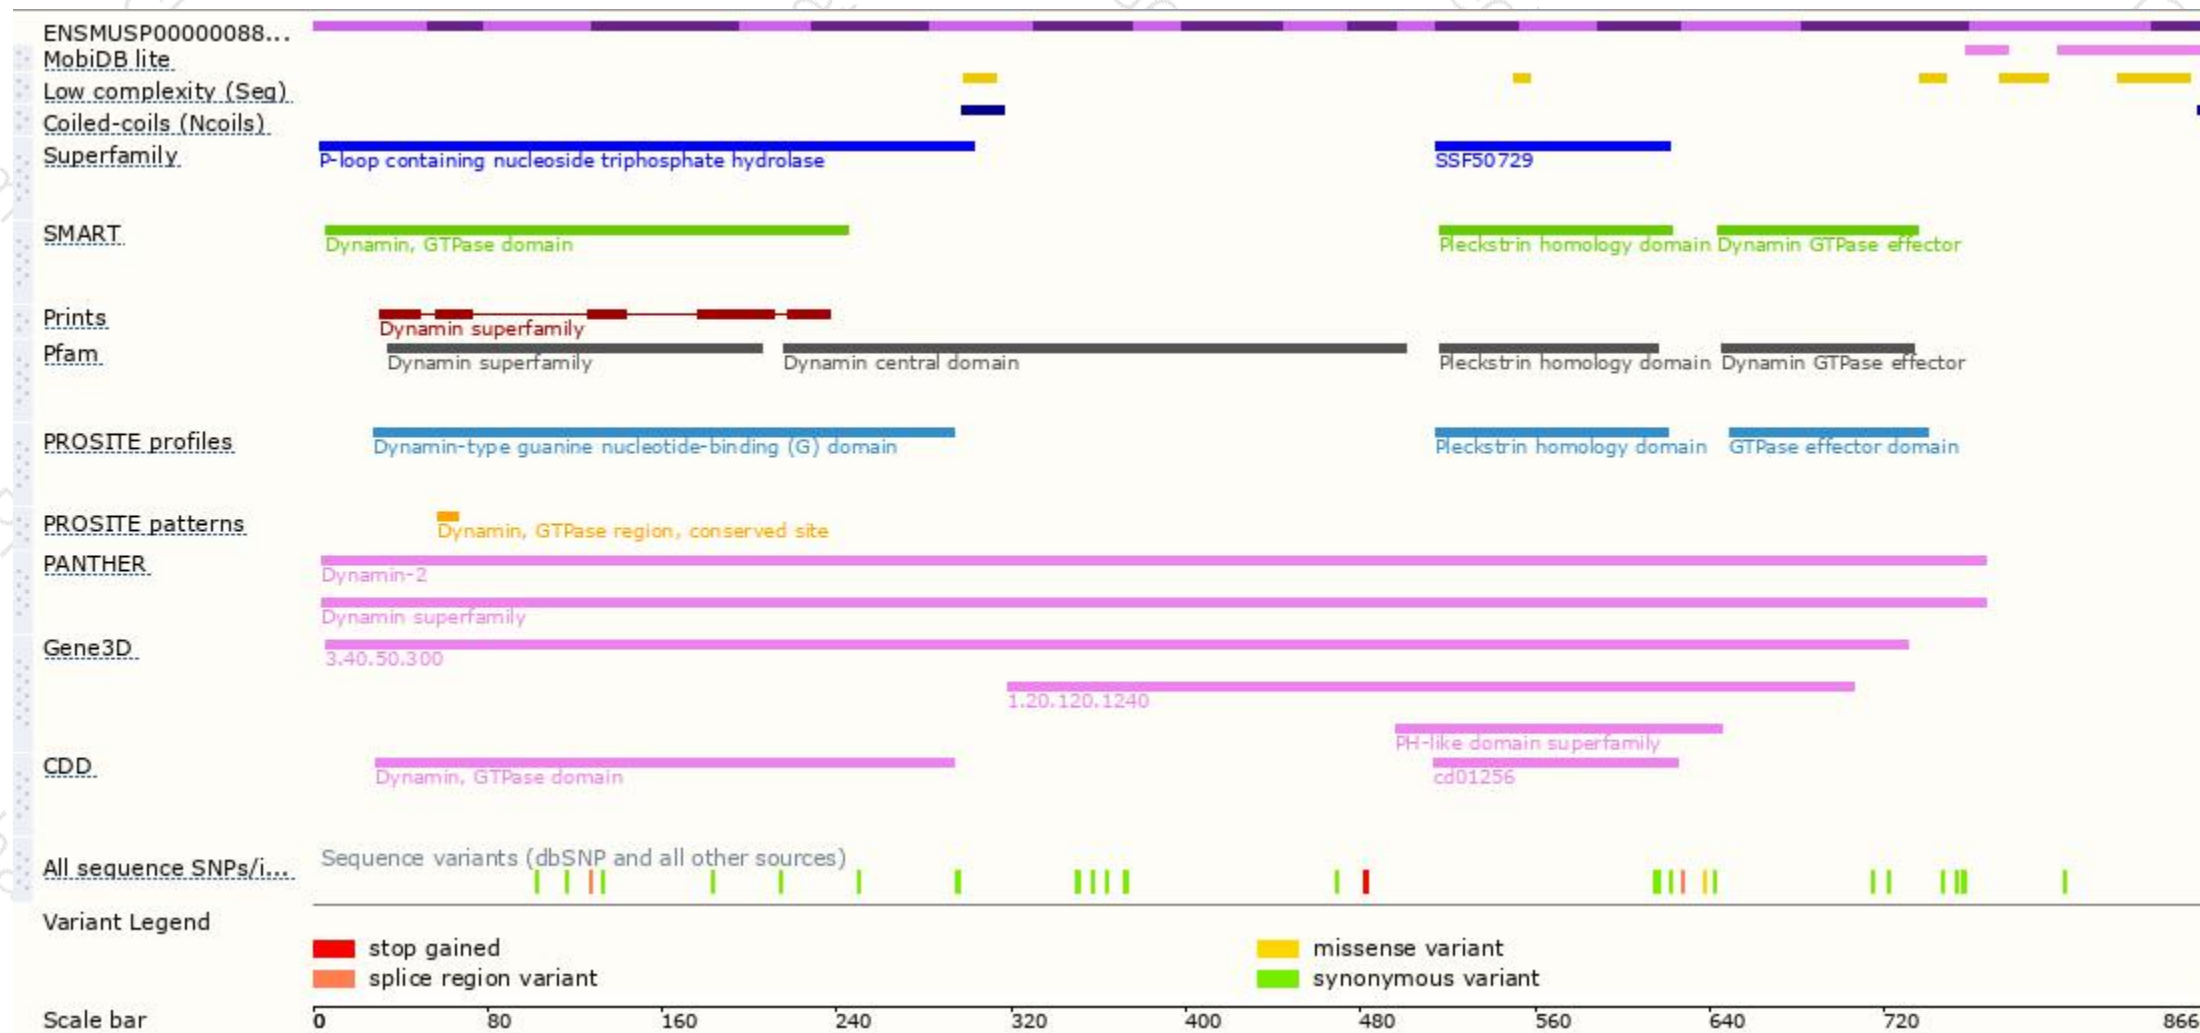 ENSMUSP00000088...
MobiDB lite
Low complexity (Seg)
Coiled-coils (Ncoils)
Superfamily
P-loop containing nucleoside triphosphate hydrolase SSF50729
SMART
Dynamin, GTPase domain Pleckstrin homology domain Dynamin GTPase effector
Prints
Dynamin superfamily
Pfam
Dynamin superfamily Dynamin central domain Pleckstrin homology domain Dynamin GTPase effector
PROSITE profiles
Dynamin-type guanine nucleotide-binding (G) domain Pleckstrin homology domain GTPase effector domain
PROSITE patterns
Dynamin, GTPase region, conserved site
PANTHER
Dynamin-2
Dynamin superfamily
Gene3D
3.40.50.300
1.20.120.1240
PH-like domain superfamily
CDD
Dynamin, GTPase domain cd01256
Sequence variants (dbSNP and all other sources)
All sequence SNPs/i...
Variant Legend
stop gained missense variant
splice region variant synonymous variant
Scale bar 0 80 160 240 320 400 480 560 640 720 866